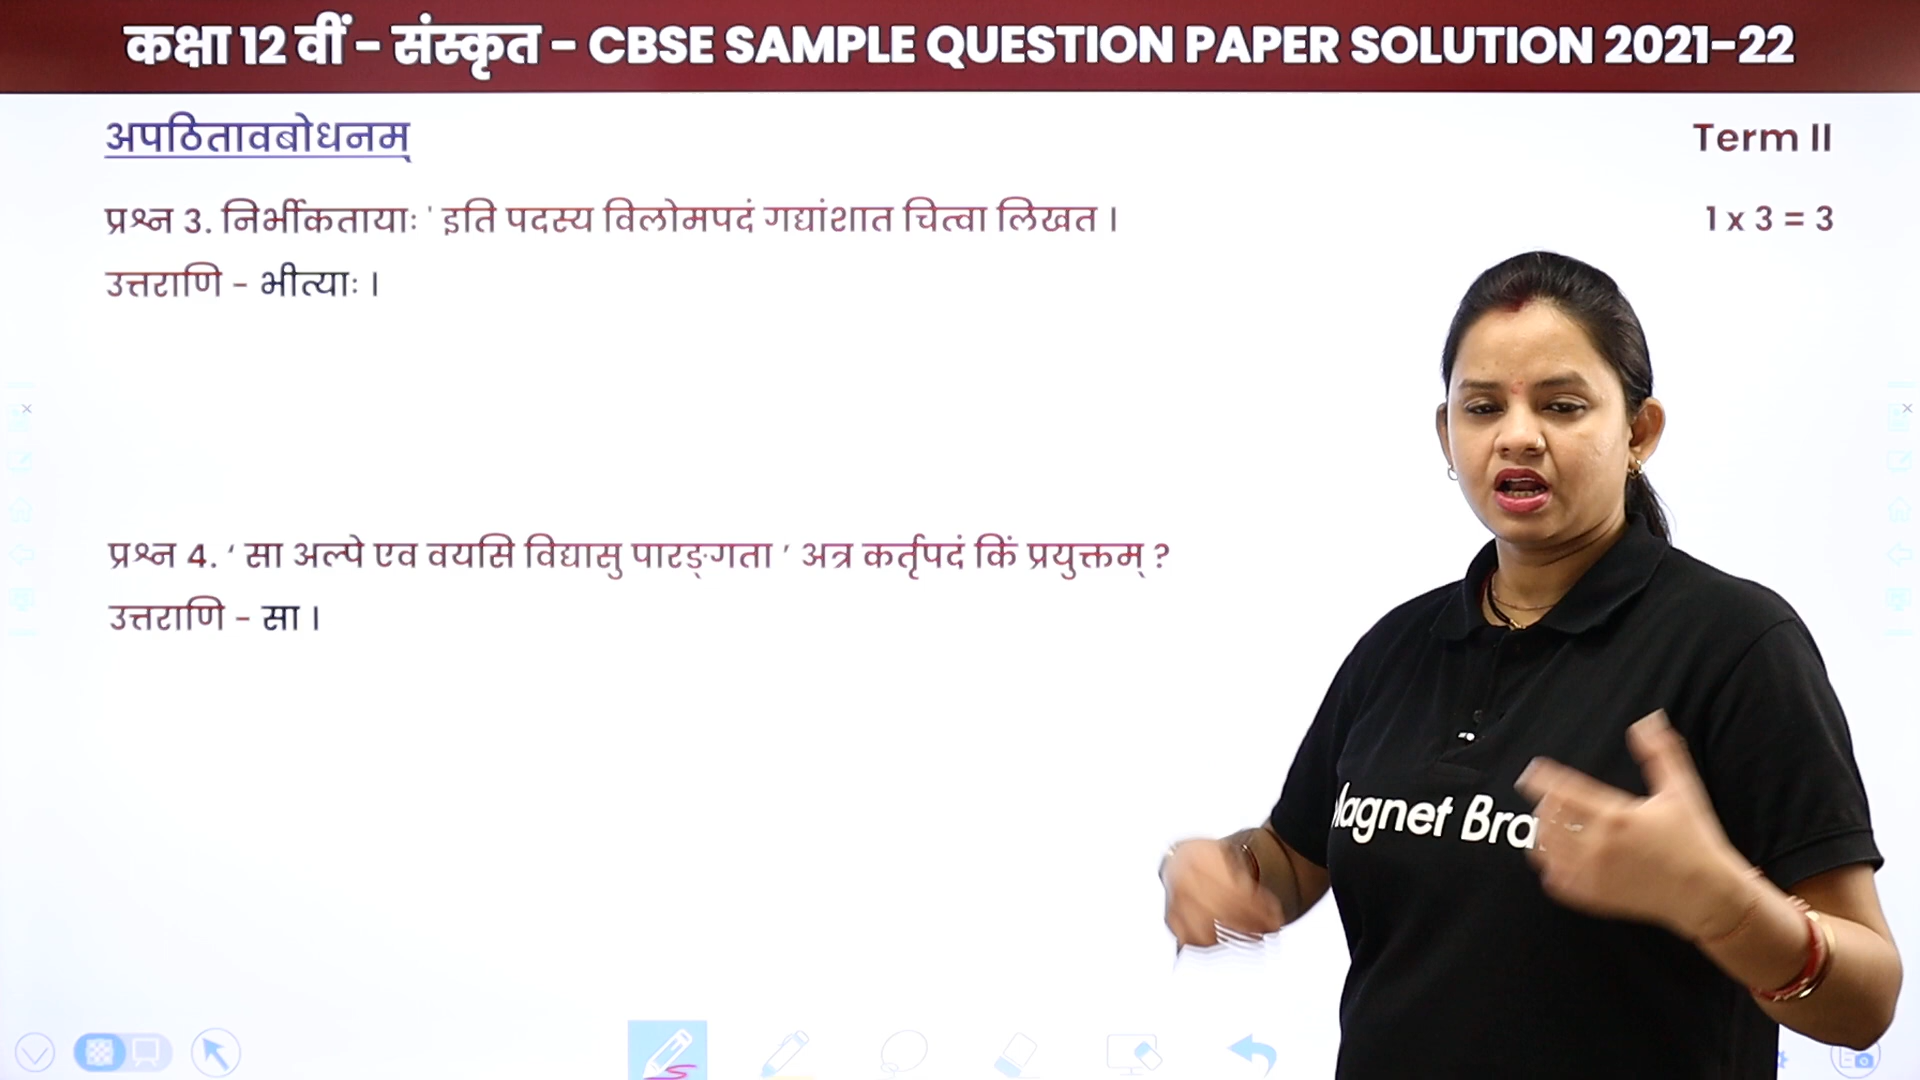 कक्षा 12 वीं - संस्कृत - CBSE SAMPLE QUESTION PAPER SOLUTION 2021-22
अपठितावबोधनम्
Term II
प्रश्न 3. निर्भीकतायाः ' इति पदस्य विलोमपदं गद्यांशात चित्वा लिखत ।
1 x 3 = 3
उत्तराणि - भीत्याः ।
प्रश्न 4. ‘ सा अल्पे एव वयसि विद्यासु पारङ्गता ’ अत्र कर्तृपदं किं प्रयुक्तम् ?
उत्तराणि - सा ।
Magnet Bra